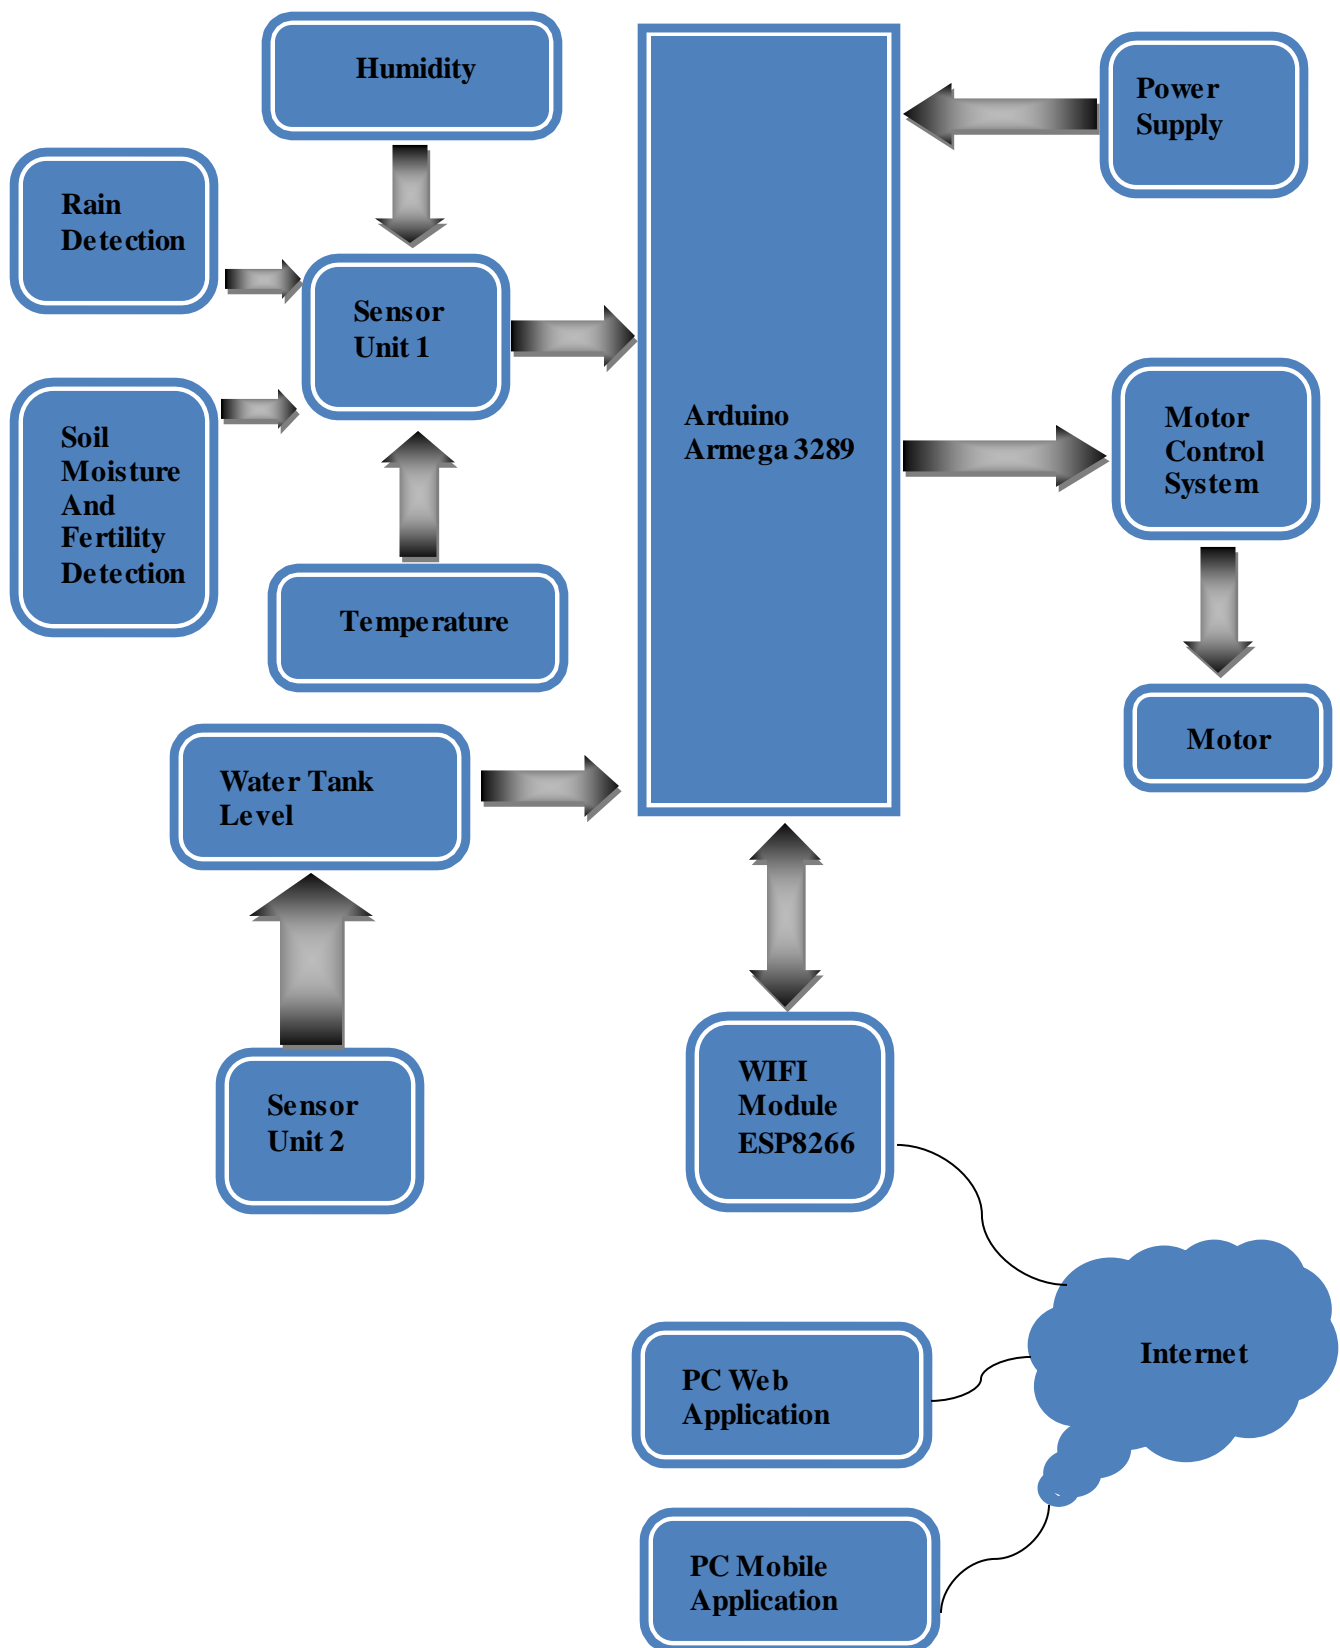 Humidity
Power
Supply
Rain
Detection
Sensor
Unit 1
Soil
Moisture
And
Fertility
Detection
Arduino
Armega 3289
Motor
Control
System
Temperature
Motor
Water Tank
Level
Sensor
Unit 2
WIFI
Module
ESP8266
Internet
PC Web
Application
PC Mobile
Application